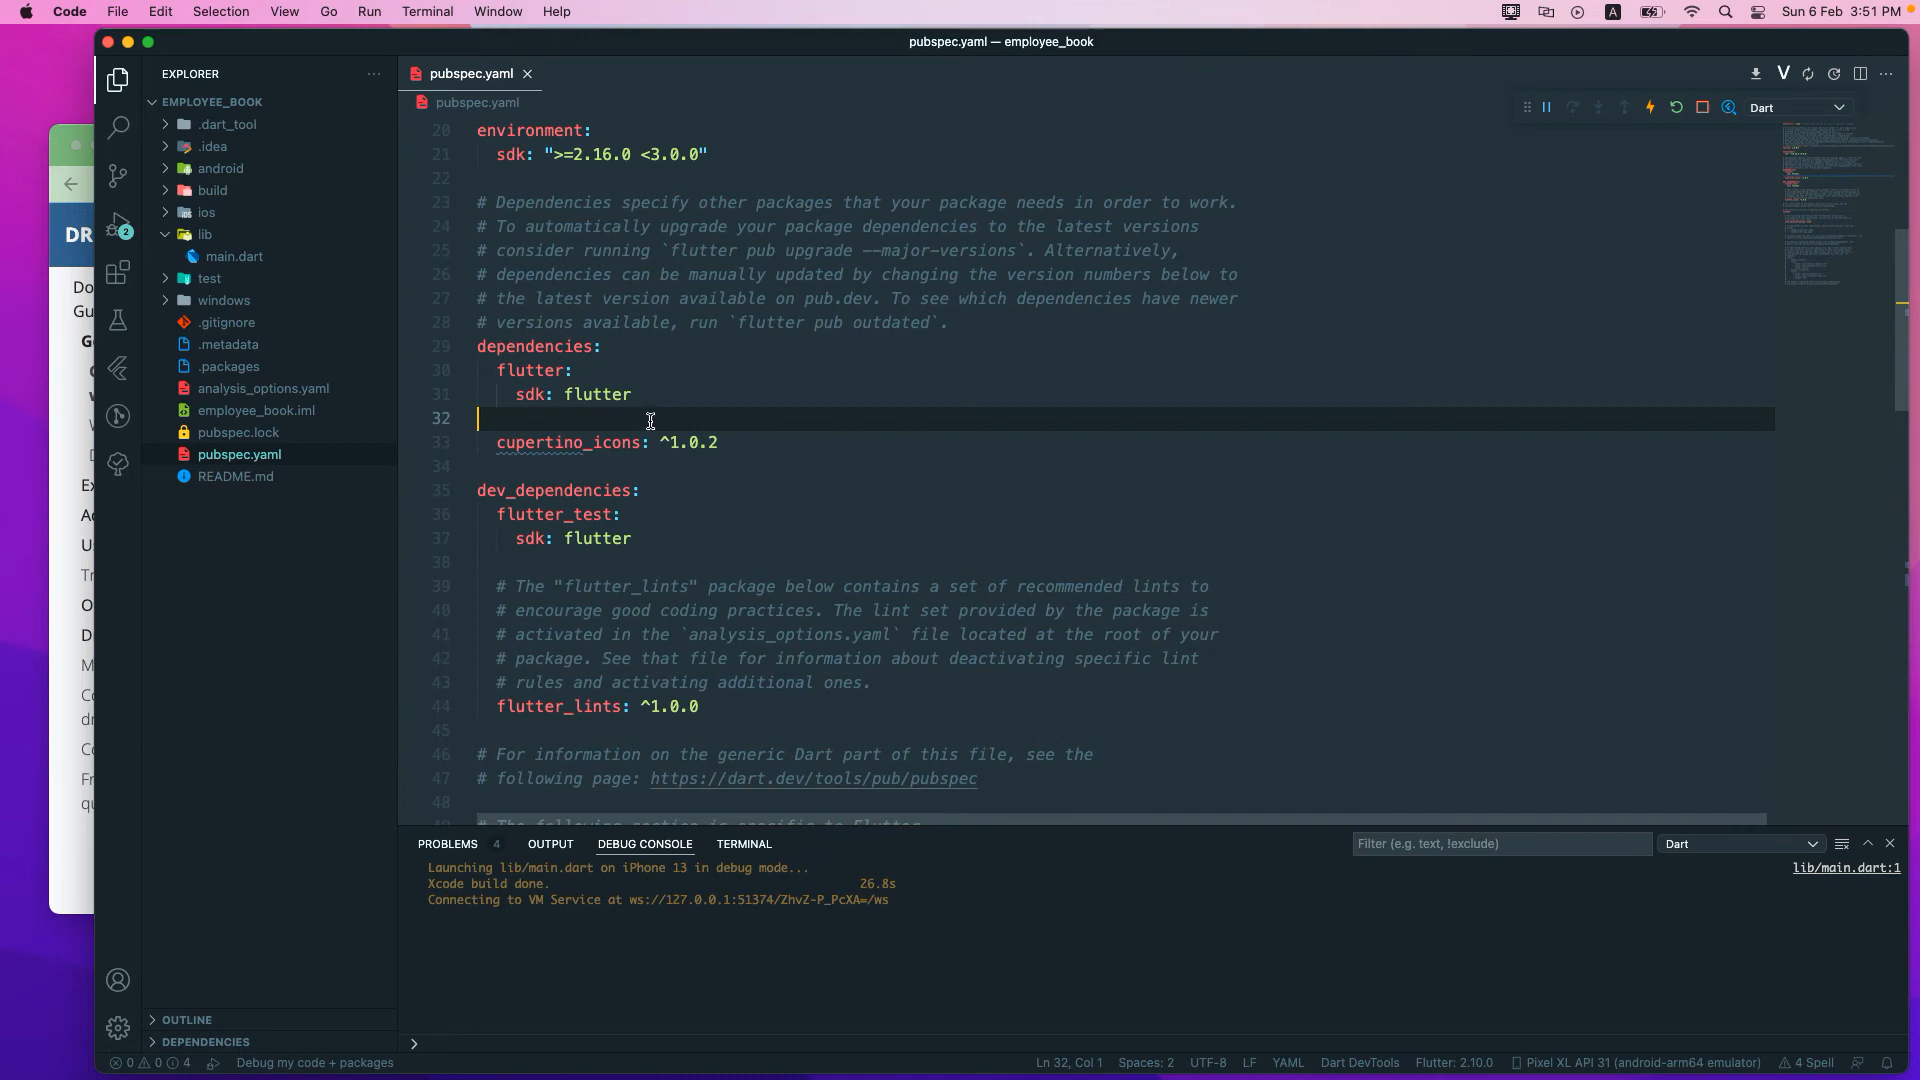 Code File Edit Selection View Go Run Terminal Window Help
A
Sun 6 Feb 3:51 PM
pubspec.yaml — employee_book
EXPLORER
EMPLOYEE_BOOK
.dart_tool
.idea
android
build
ios
lib
main.dart
test
windows
.gitignore
.metadata
.packages
analysis_options.yaml
employee_book.iml
pubspec.lock
pubspec.yaml
README.md
OUTLINE
DEPENDENCIES
2
DR
Do
Gu
pubspec.yaml
pubspec.yaml
V
Dart
20 environment:
21 sdk: ">=2.16.0 <3.0.0"
22
23 # Dependencies specify other packages that your package needs in order to work.
24 # To automatically upgrade your package dependencies to the latest versions
25 # consider running `flutter pub upgrade --major-versions`. Alternatively,
26 # dependencies can be manually updated by changing the version numbers below to
27 # the latest version available on pub.dev. To see which dependencies have newer
28 # versions available, run `flutter pub outdated`.
29 dependencies:
30 flutter:
31 sdk: flutter
32
33 cupertino_icons: ^1.0.2
34
35 dev_dependencies:
36 flutter_test:
37 sdk: flutter
38
39 # The "flutter_lints" package below contains a set of recommended lints to
40 # encourage good coding practices. The lint set provided by the package is
41 # activated in the `analysis_options.yaml` file located at the root of your
42 # package. See that file for information about deactivating specific lint
43 # rules and activating additional ones.
44 flutter_lints: ^1.0.0
45
46 # For information on the generic Dart part of this file, see the
47 # following page: https://dart.dev/tools/pub/pubspec
48
# The following section is specific to Flutter
PROBLEMS 4 OUTPUT DEBUG CONSOLE TERMINAL
Filter (e.g. text, !exclude)
Dart
Launching lib/main.dart on iPhone 13 in debug mode...
lib/main.dart:1
Xcode build done. 26.8s
Connecting to VM Service at ws://127.0.0.1:51374/ZhvZ-P_PcXA=/ws
0 0 4 Debug my code + packages
Ln 32, Col 1 Spaces: 2 UTF-8 LF YAML Dart DevTools Flutter: 2.10.0 Pixel XL API 31 (android-arm64 emulator) 4 Spell